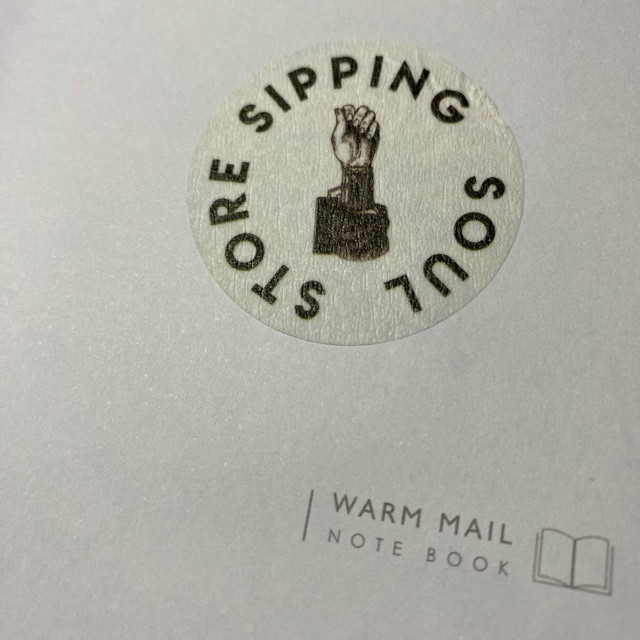 SIPPING SOUL STORE
WARM MAIL
NOTE BOOK